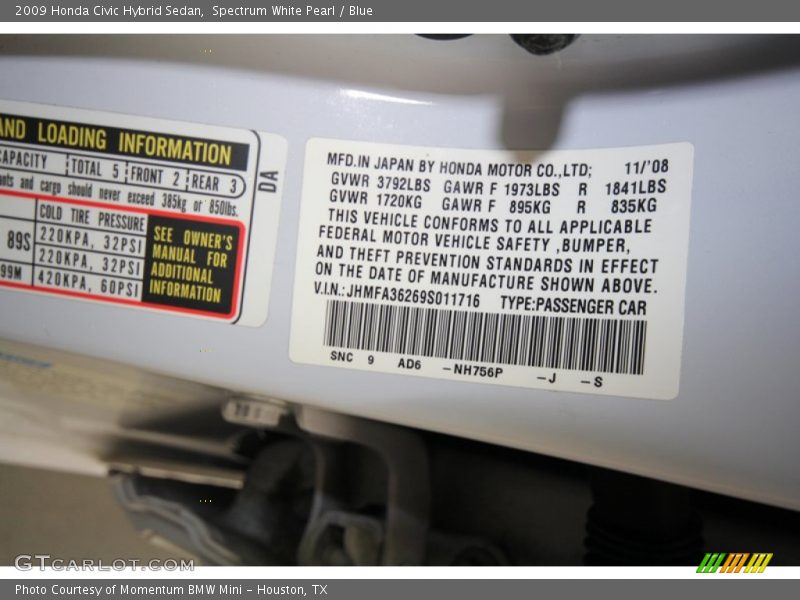 2009 Honda Civic Hybrid Sedan,  Spectrum White Pearl / Blue
AND LOADING INFORMATION
CAPACITY TOTAL 5 FRONT 2 REAR 3
and cargo should never exceed 385kg or 850lbs.
COLD TIRE PRESSURE
89S 220KPA, 32PSI
220KPA, 32PSI
99M 420KPA, 60PSI
SEE OWNER'S
MANUAL FOR
ADDITIONAL
INFORMATION
DA
MFD.IN JAPAN BY HONDA MOTOR CO.,LTD; 11/'08
GVWR 3792LBS GAWR F 1973LBS R 1841LBS
GVWR 1720KG GAWR F 895KG R 835KG
THIS VEHICLE CONFORMS TO ALL APPLICABLE
FEDERAL MOTOR VEHICLE SAFETY ,BUMPER,
AND THEFT PREVENTION STANDARDS IN EFFECT
ON THE DATE OF MANUFACTURE SHOWN ABOVE.
V.I.N.:JHMFA36269S011716 TYPE:PASSENGER CAR
SNC 9 AD6 -NH756P -J -S
GTCARLOT.COM
Photo Courtesy of Momentum BMW Mini - Houston, TX